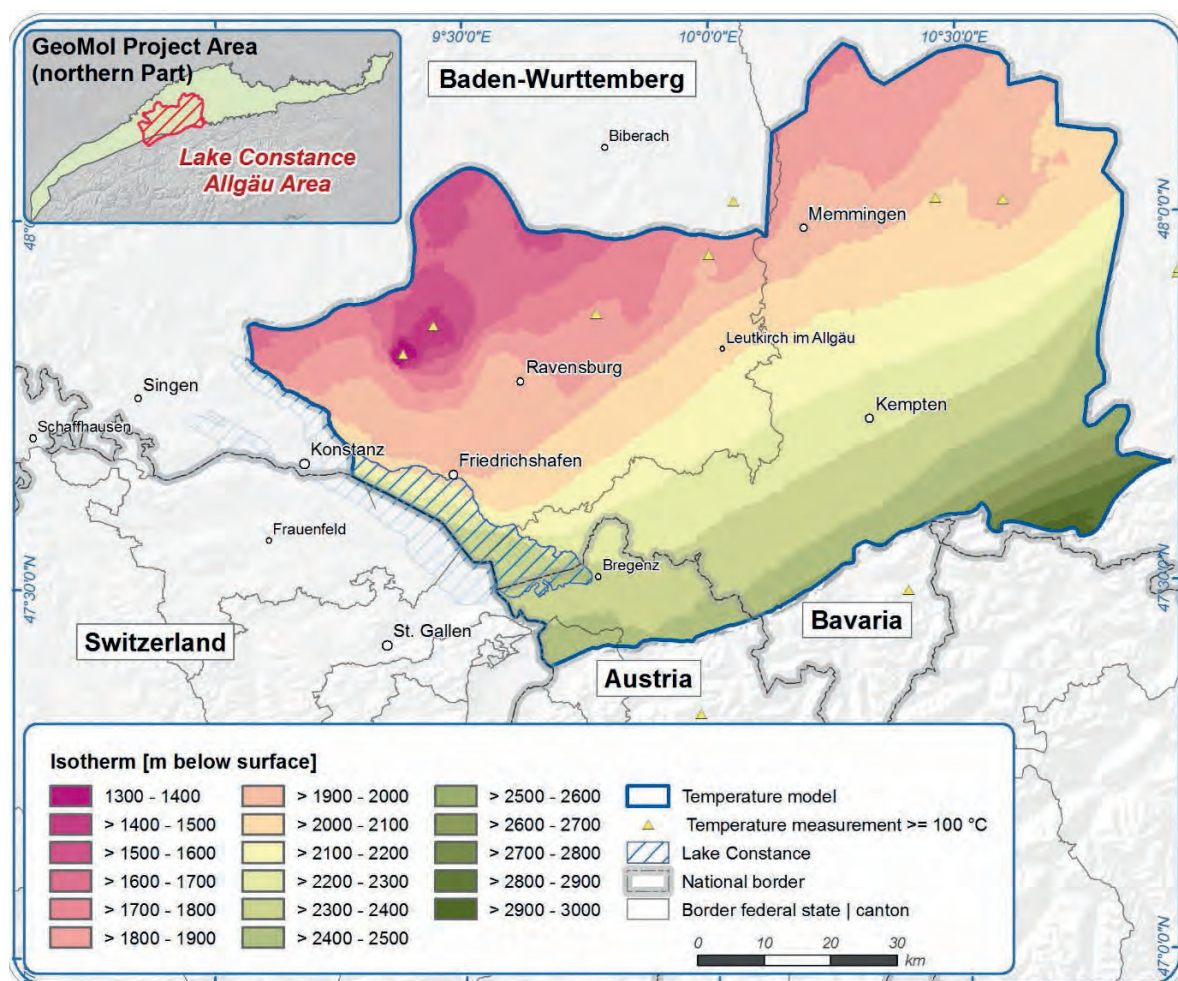 GeoMol Project Area
(northern Part)
Lake Constance
Allgäu Area
9°30'0"E
10°0'0"E
10°30'0"E
Baden-Wurttemberg
Biberach
Memmingen
48°0'0"N
Leutkirch im Allgäu
Ravensburg
Singen
Kempten
Schaffhausen
Konstanz
Friedrichshafen
Frauenfeld
Bregenz
47°30'0"N
47°30'0"N
Switzerland
St. Gallen
Bavaria
Austria
Isotherm [m below surface]
1300 - 1400
> 1400 - 1500
> 1500 - 1600
> 1600 - 1700
> 1700 - 1800
> 1800 - 1900
> 1900 - 2000
> 2000 - 2100
> 2100 - 2200
> 2200 - 2300
> 2300 - 2400
> 2400 - 2500
> 2500 - 2600
> 2600 - 2700
> 2700 - 2800
> 2800 - 2900
> 2900 - 3000
Temperature model
Temperature measurement >= 100 °C
Lake Constance
National border
Border federal state | canton
0 10 20 30
km
47°0'0"N